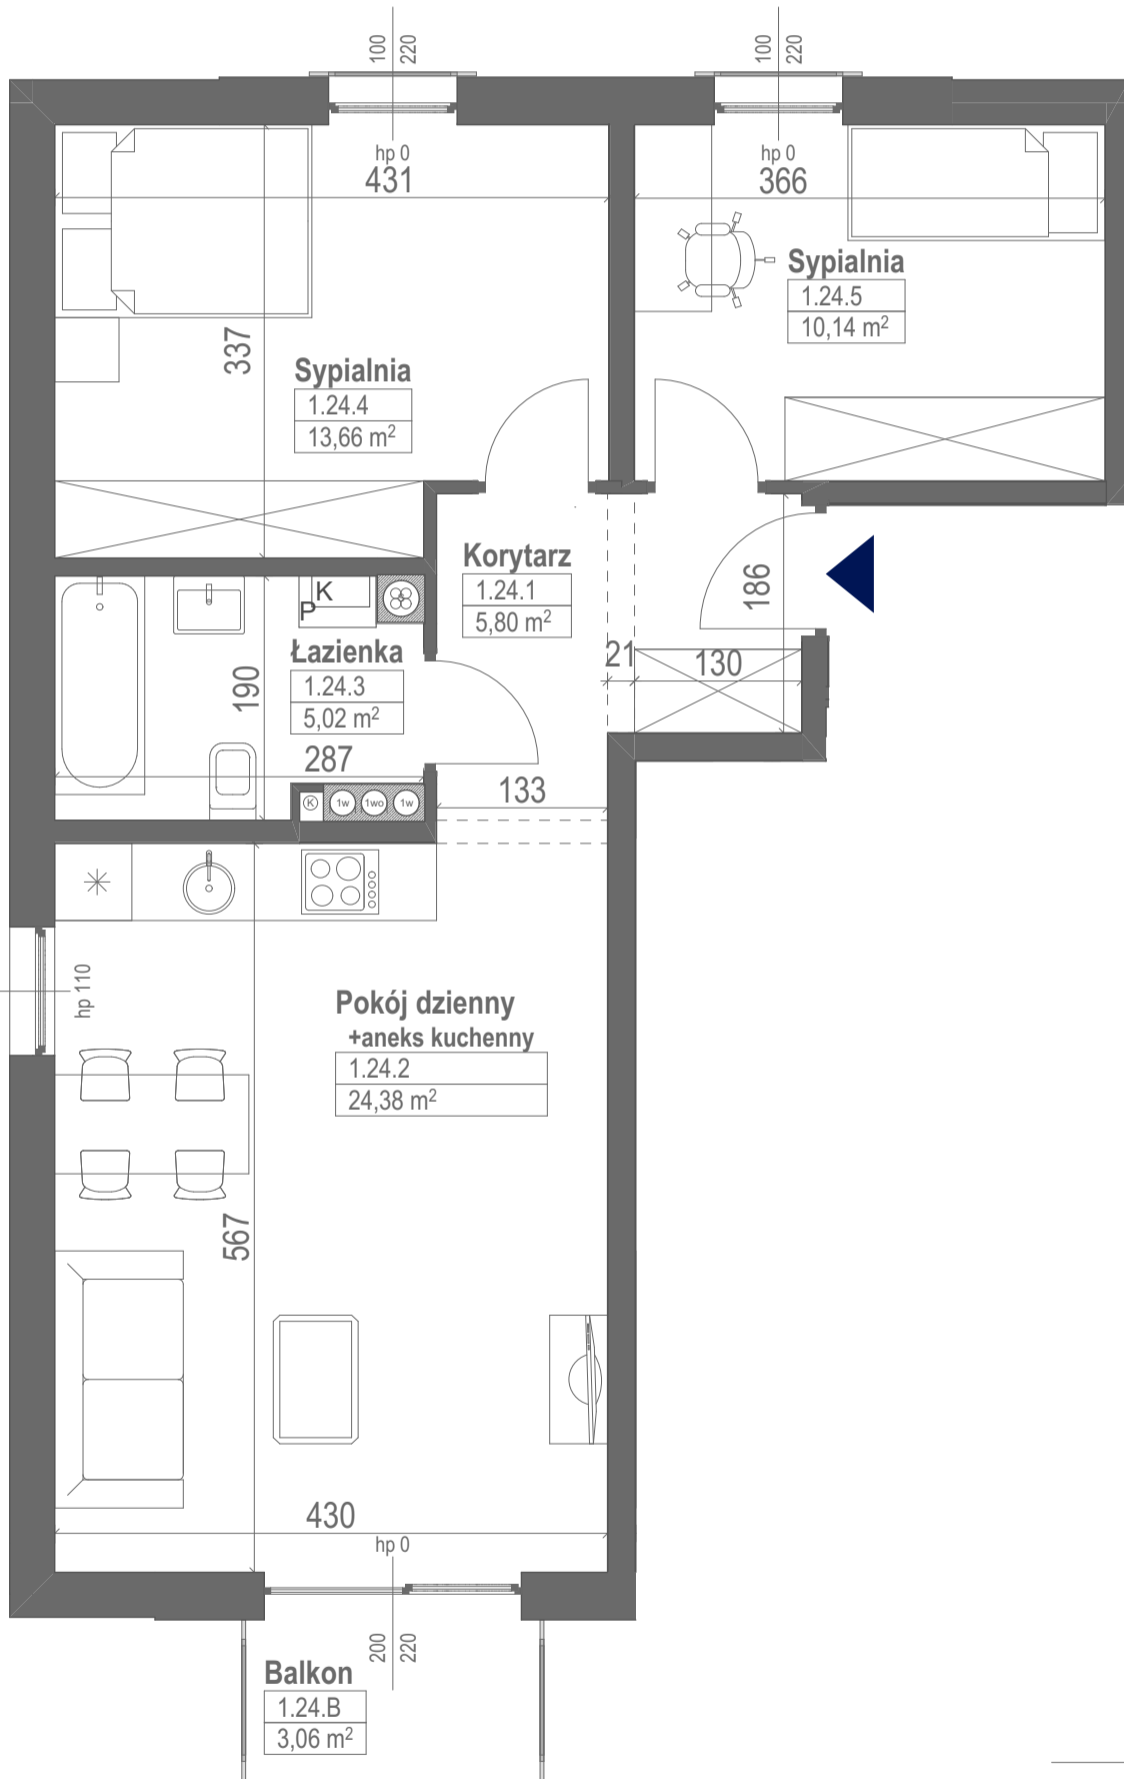 100
220
100
220
hp 0
431
hp 0
366
Sypialnia
1.24.5
10,14 m²
337
Sypialnia
1.24.4
13,66 m²
Korytarz
1.24.1
5,80 m²
186
K
P
Łazienka
1.24.3
5,02 m²
190
287
21
130
133
K
1w
1wo
1w
hp 110
Pokój dzienny
+aneks kuchenny
1.24.2
24,38 m²
567
430
hp 0
200
220
Balkon
1.24.B
3,06 m²